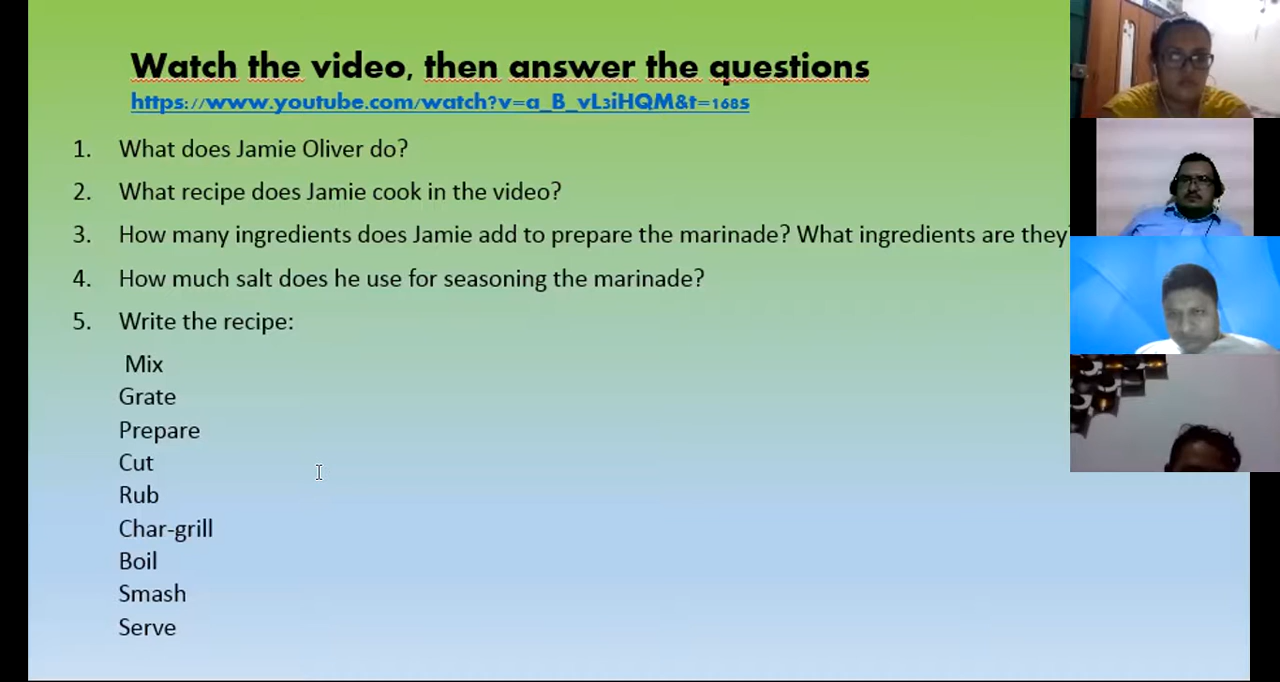 Watch the video, then answer the questions
https://www.youtube.com/watch?v=a_B_vL3iHQM&t=168s
1. What does Jamie Oliver do?
2. What recipe does Jamie cook in the video?
3. How many ingredients does Jamie add to prepare the marinade? What ingredients are they
4. How much salt does he use for seasoning the marinade?
5. Write the recipe:
Mix
Grate
Prepare
Cut
Rub
Char-grill
Boil
Smash
Serve